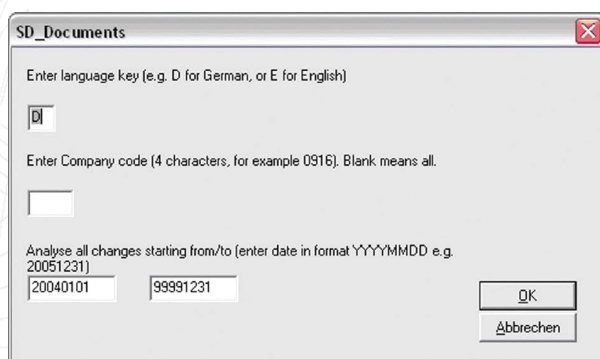 SD_Documents
Enter language key (e.g. D for German, or E for English)
D
Enter Company code (4 characters, for example 0916). Blank means all.
Analyse all changes starting from/to (enter date in format YYYYMMDD e.g.
20051231)
20040101 99991231
OK
Abbrechen